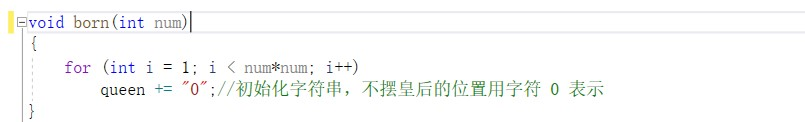 void born(int num)
{
for (int i = 1; i < num*num; i++)
queen += "0";//初始化字符串，不摆皇后的位置用字符 0 表示
}